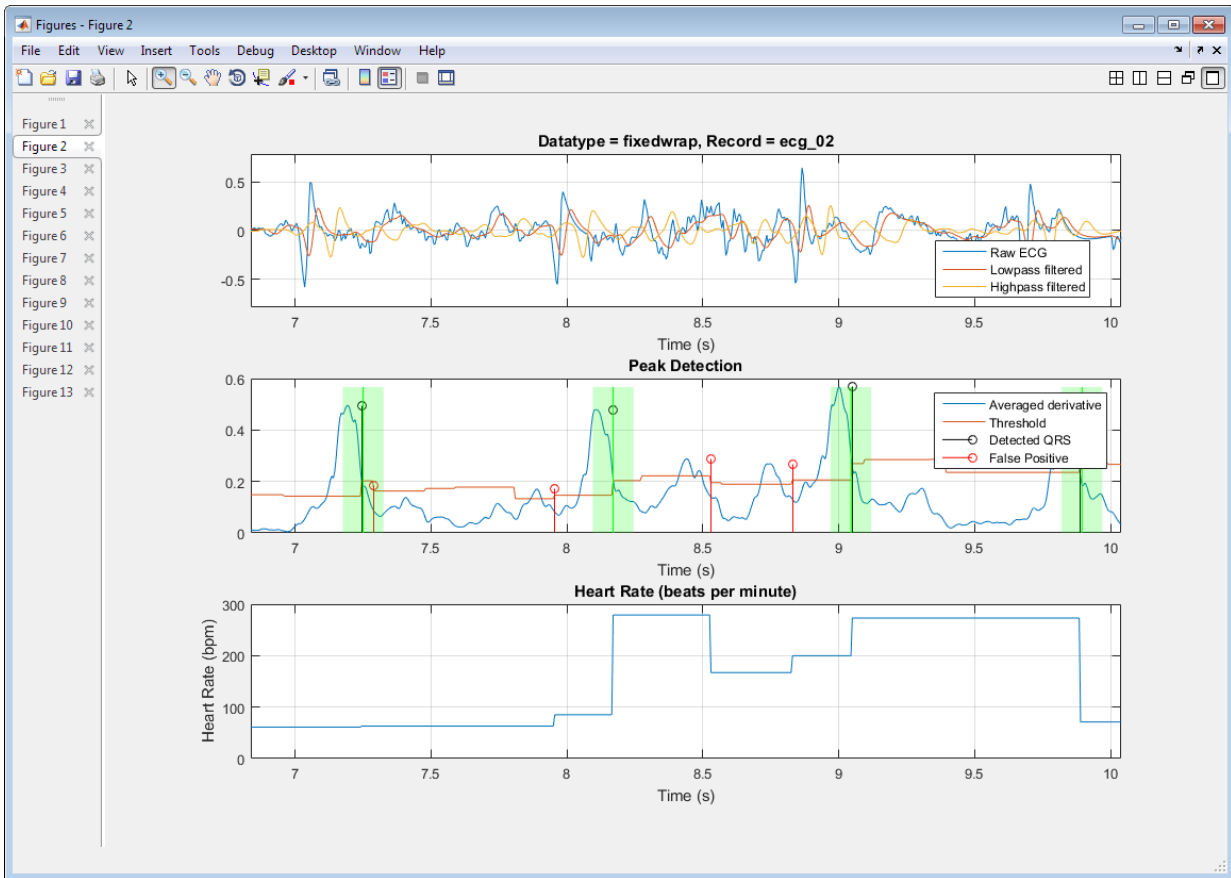 Figures - Figure 2
File Edit View Insert Tools Debug Desktop Window Help
Figure 1
Figure 2
Figure 3
Figure 4
Figure 5
Figure 6
Figure 7
Figure 8
Figure 9
Figure 10
Figure 11
Figure 12
Figure 13
Datatype = fixedwrap, Record = ecg_02
0.5
0
-0.5
Raw ECG
Lowpass filtered
Highpass filtered
7 7.5 8 8.5 9 9.5 10
Time (s)
Peak Detection
0.6
0.4
0.2
0
Averaged derivative
Threshold
Detected QRS
False Positive
7 7.5 8 8.5 9 9.5 10
Time (s)
Heart Rate (beats per minute)
Heart Rate (bpm)
300
200
100
0
7 7.5 8 8.5 9 9.5 10
Time (s)